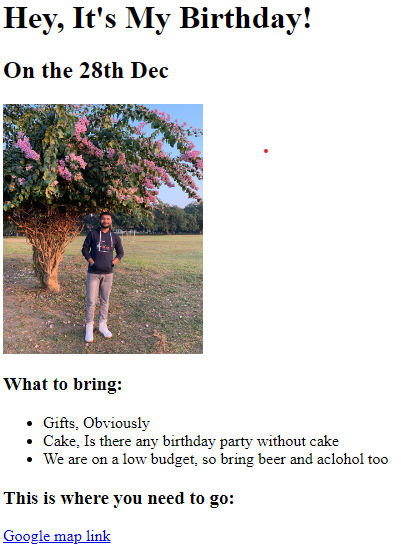 Hey, It's My Birthday!
On the 28th Dec
What to bring:
Gifts, Obviously
Cake, Is there any birthday party without cake
We are on a low budget, so bring beer and aclohol too
This is where you need to go:
Google map link